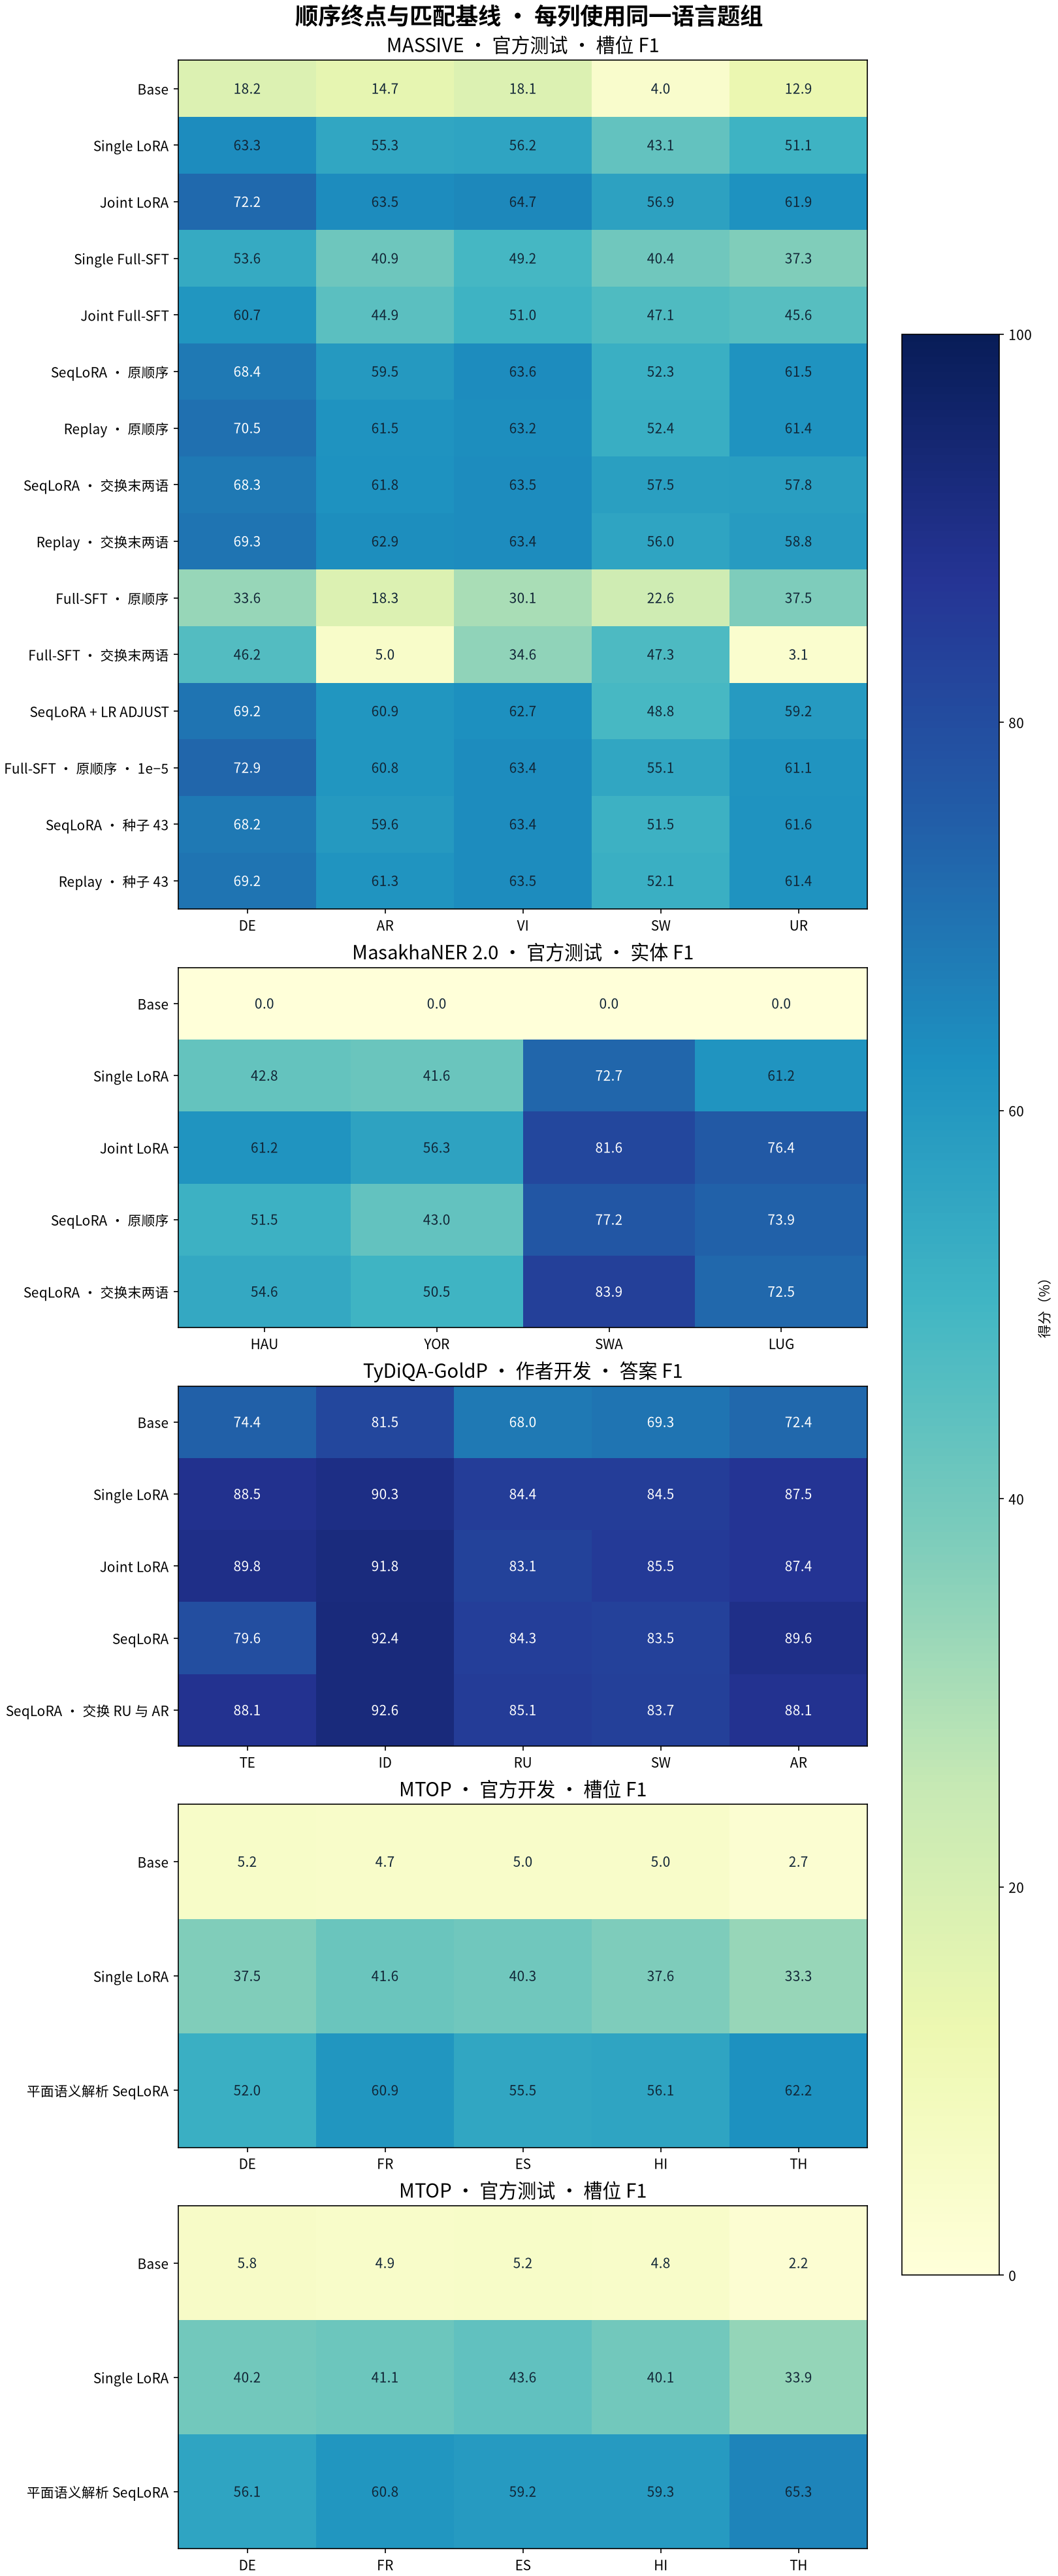 顺序终点与匹配基线 · 每列使用同一语言题组
MASSIVE · 官方测试 · 槽位 F1
Base 18.2 14.7 18.1 4.0 12.9
Single LoRA 63.3 55.3 56.2 43.1 51.1
Joint LoRA 72.2 63.5 64.7 56.9 61.9
Single Full-SFT 53.6 40.9 49.2 40.4 37.3
Joint Full-SFT 60.7 44.9 51.0 47.1 45.6
SeqLoRA · 原顺序 68.4 59.5 63.6 52.3 61.5
Replay · 原顺序 70.5 61.5 63.2 52.4 61.4
SeqLoRA · 交换末两语 68.3 61.8 63.5 57.5 57.8
Replay · 交换末两语 69.3 62.9 63.4 56.0 58.8
Full-SFT · 原顺序 33.6 18.3 30.1 22.6 37.5
Full-SFT · 交换末两语 46.2 5.0 34.6 47.3 3.1
SeqLoRA + LR ADJUST 69.2 60.9 62.7 48.8 59.2
Full-SFT · 原顺序 · 1e−5 72.9 60.8 63.4 55.1 61.1
SeqLoRA · 种子 43 68.2 59.6 63.4 51.5 61.6
Replay · 种子 43 69.2 61.3 63.5 52.1 61.4
DE AR VI SW UR
MasakhaNER 2.0 · 官方测试 · 实体 F1
Base 0.0 0.0 0.0 0.0
Single LoRA 42.8 41.6 72.7 61.2
Joint LoRA 61.2 56.3 81.6 76.4
SeqLoRA · 原顺序 51.5 43.0 77.2 73.9
SeqLoRA · 交换末两语 54.6 50.5 83.9 72.5
HAU YOR SWA LUG
TyDiQA-GoldP · 作者开发 · 答案 F1
Base 74.4 81.5 68.0 69.3 72.4
Single LoRA 88.5 90.3 84.4 84.5 87.5
Joint LoRA 89.8 91.8 83.1 85.5 87.4
SeqLoRA 79.6 92.4 84.3 83.5 89.6
SeqLoRA · 交换 RU 与 AR 88.1 92.6 85.1 83.7 88.1
TE ID RU SW AR
MTOP · 官方开发 · 槽位 F1
Base 5.2 4.7 5.0 5.0 2.7
Single LoRA 37.5 41.6 40.3 37.6 33.3
平面语义解析 SeqLoRA 52.0 60.9 55.5 56.1 62.2
DE FR ES HI TH
MTOP · 官方测试 · 槽位 F1
Base 5.8 4.9 5.2 4.8 2.2
Single LoRA 40.2 41.1 43.6 40.1 33.9
平面语义解析 SeqLoRA 56.1 60.8 59.2 59.3 65.3
DE FR ES HI TH
100
80
60
40
20
0
得分（%）